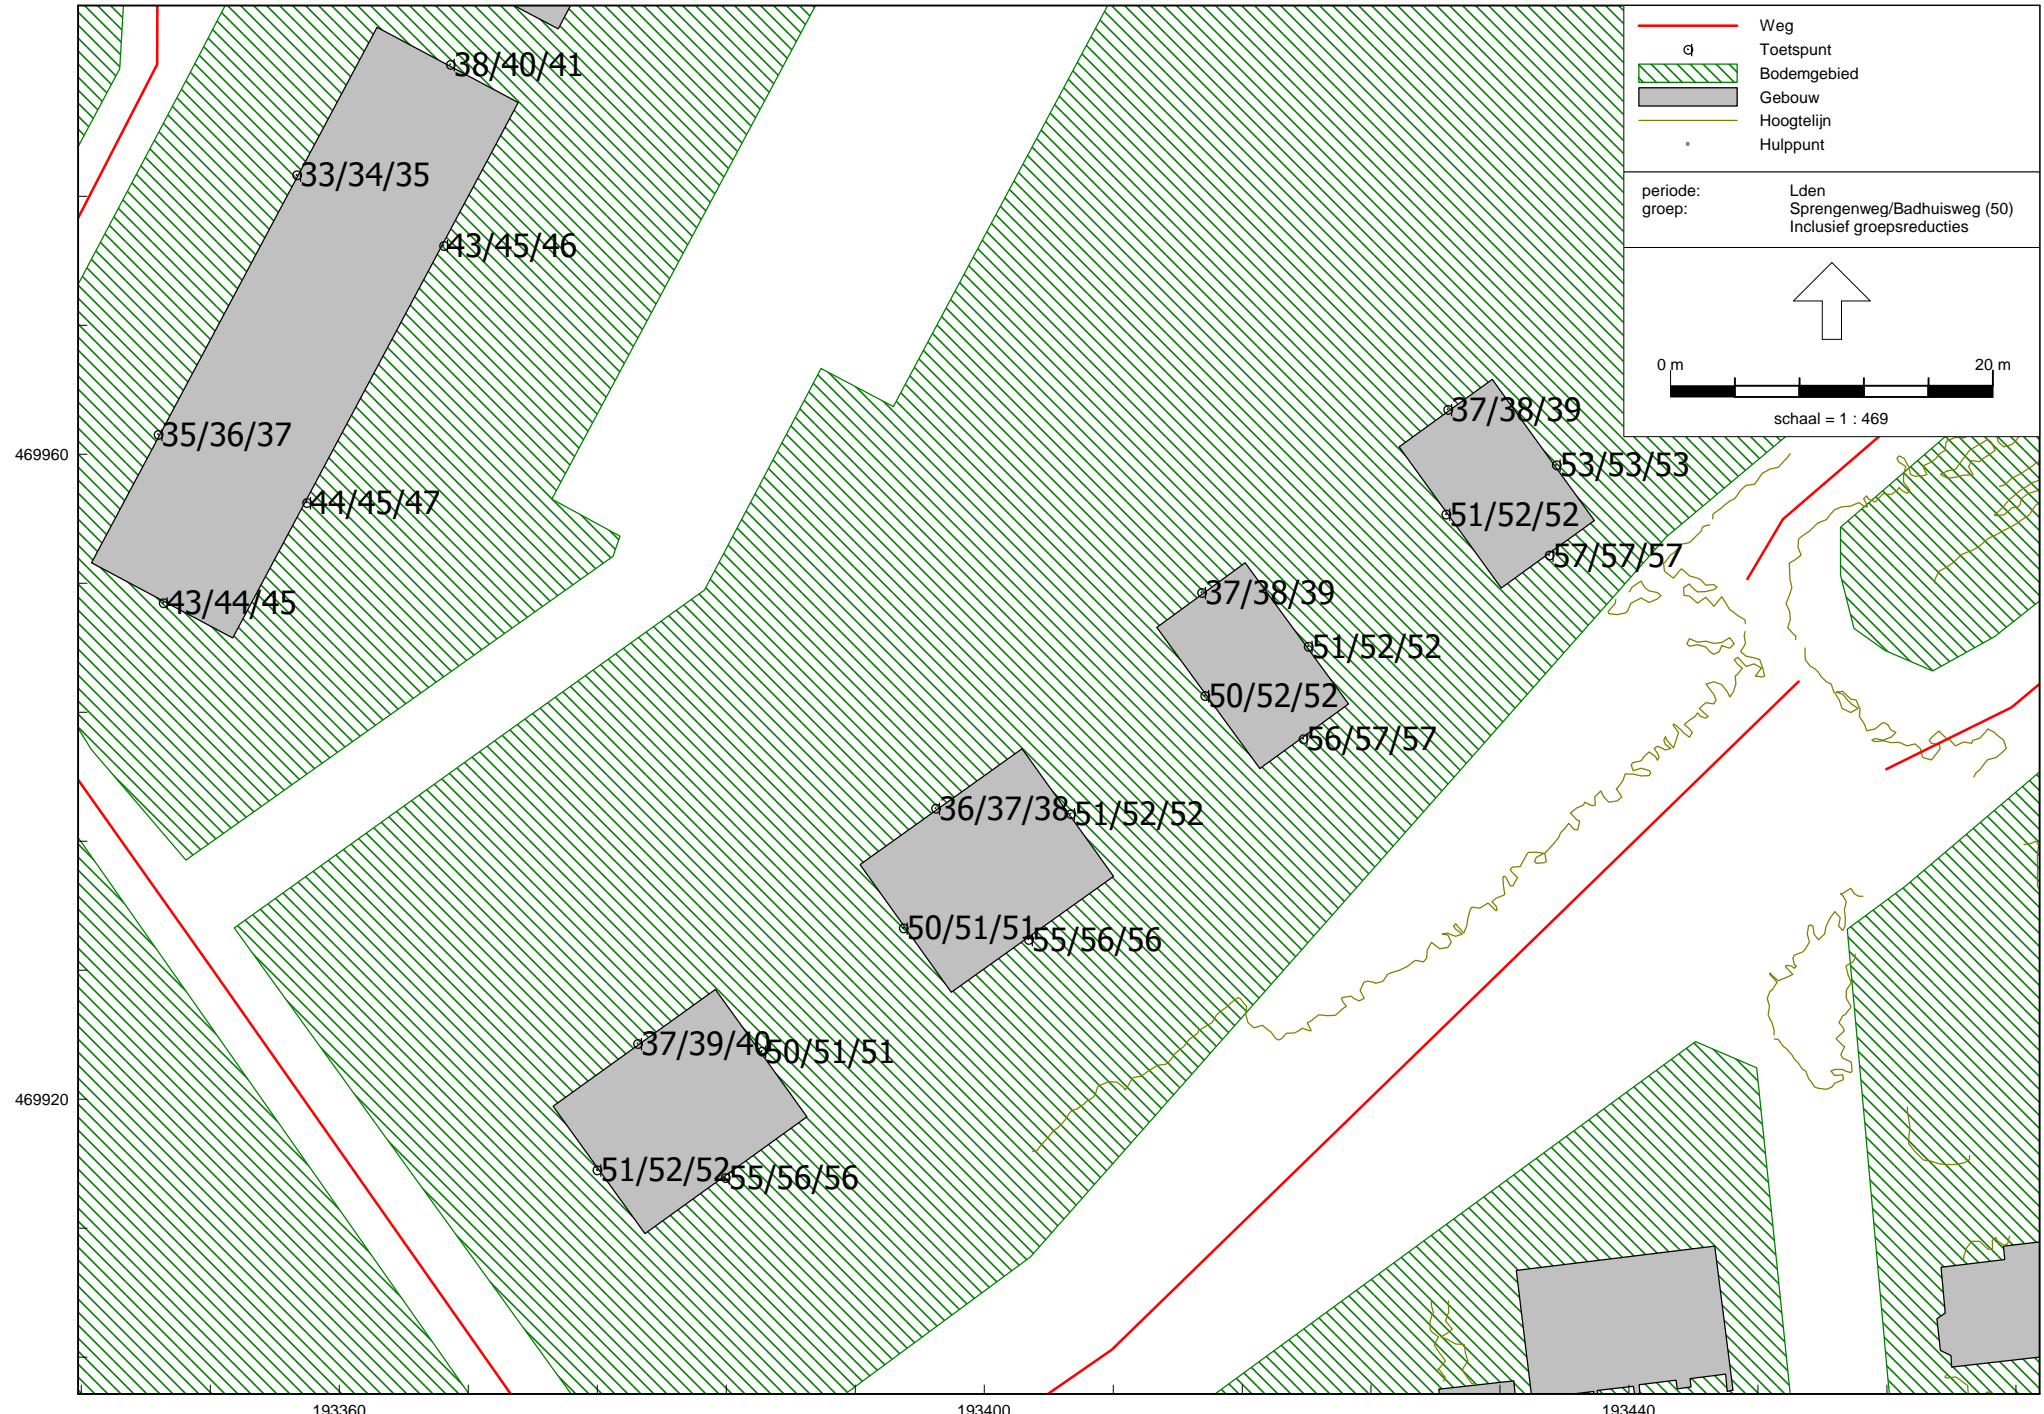 Weg
Toetspunt
Bodemgebied
Gebouw
Hoogtelijn
Hulppunt
periode: Lden
groep: Sprengenweg/Badhuisweg (50)
Inclusief groepsreducties
0 m 20 m
schaal = 1 : 469
38/40/41
33/34/35
43/45/46
35/36/37
44/45/47
43/44/45
37/38/39
53/53/53
51/52/52
57/57/57
37/38/39
51/52/52
50/52/52
56/57/57
36/37/38
51/52/52
50/51/51
55/56/56
37/39/40
50/51/51
51/52/52
55/56/56
469960
469920
193360
193400
193440